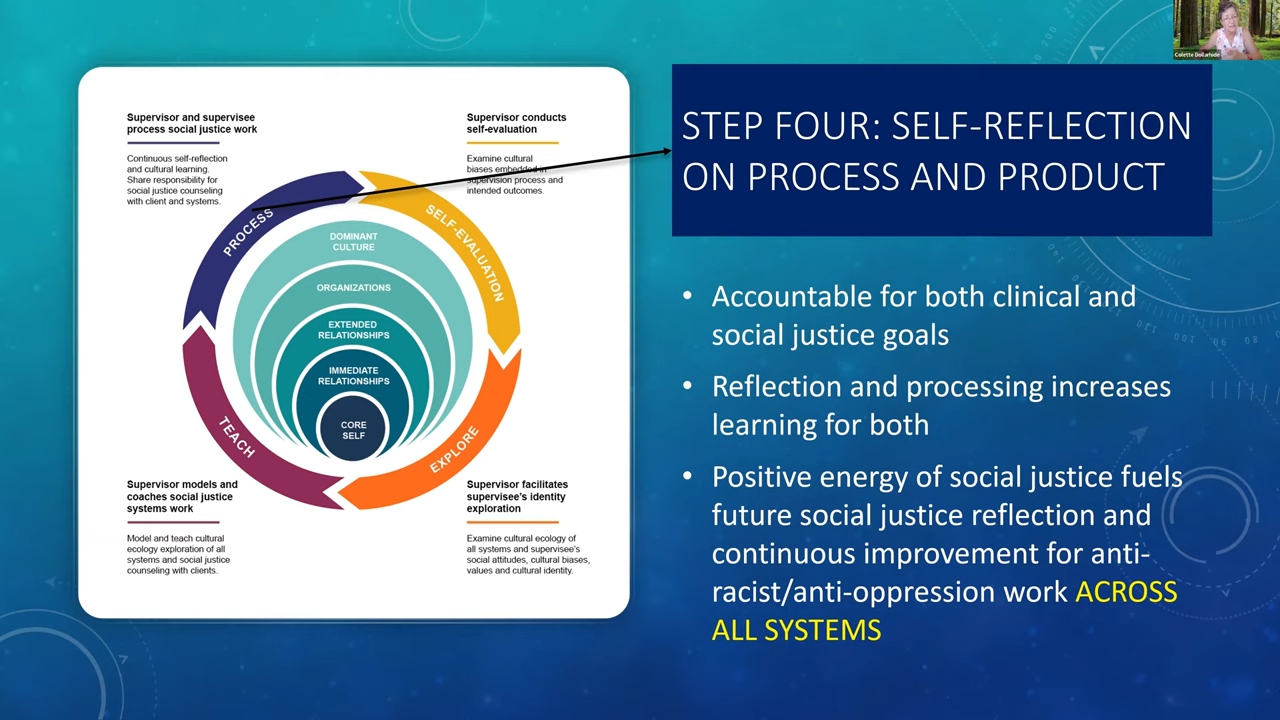 Colette Dollarhide
Supervisor and supervisee
process social justice work
Continuous self-reflection
and cultural learning.
Share responsibility for
social justice counseling
with client and systems.
Supervisor conducts
self-evaluation
Examine cultural
biases embedded in
supervision process and
intended outcomes.
PROCESS
SELF-EVALUATION
EXPLORE
TEACH
DOMINANT
CULTURE
ORGANIZATIONS
EXTENDED
RELATIONSHIPS
IMMEDIATE
RELATIONSHIPS
CORE
SELF
Supervisor models and
coaches social justice
systems work
Model and teach cultural
ecology exploration of all
systems and social justice
counseling with clients.
Supervisor facilitates
supervisee's identity
exploration
Examine cultural ecology of
all systems and supervisee's
social attitudes, cultural biases,
values and cultural identity.
STEP FOUR: SELF-REFLECTION
ON PROCESS AND PRODUCT
• Accountable for both clinical and
social justice goals
• Reflection and processing increases
learning for both
• Positive energy of social justice fuels
future social justice reflection and
continuous improvement for anti-
racist/anti-oppression work ACROSS
ALL SYSTEMS